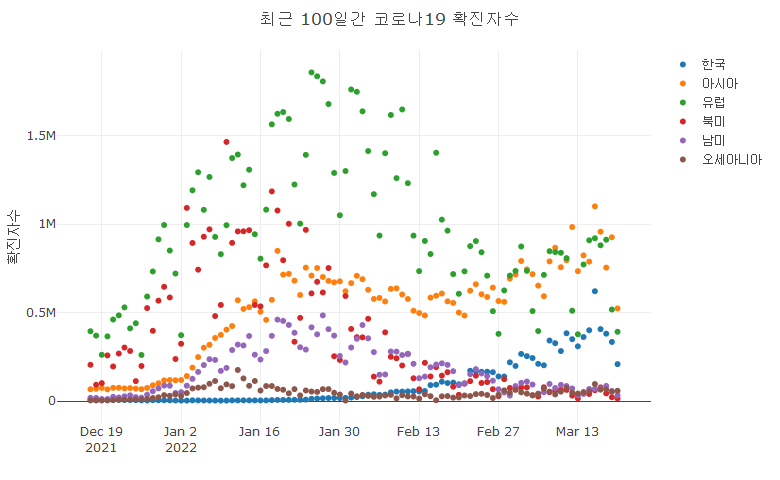 최근 100일간 코로나19 확진자수
한국
아시아
유럽
북미
남미
오세아니아
확진자수
1.5M
1M
0.5M
0
Dec 19
2021
Jan 2
2022
Jan 16
Jan 30
Feb 13
Feb 27
Mar 13